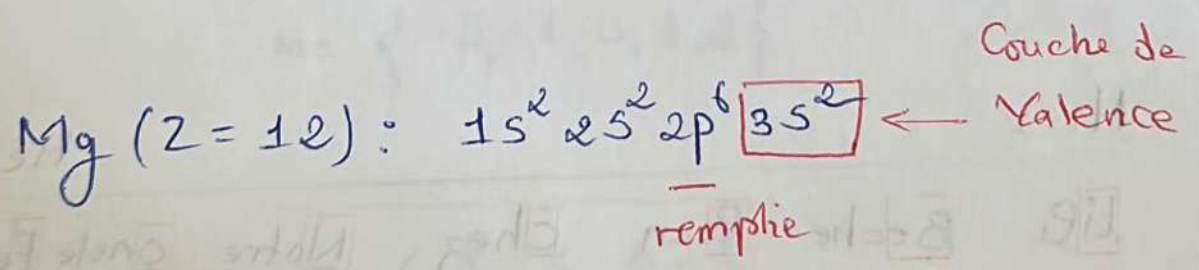 Couche de
Valence
Mg (Z = 12) : 1s² 2s² 2p⁶ 3s² ←
remplie